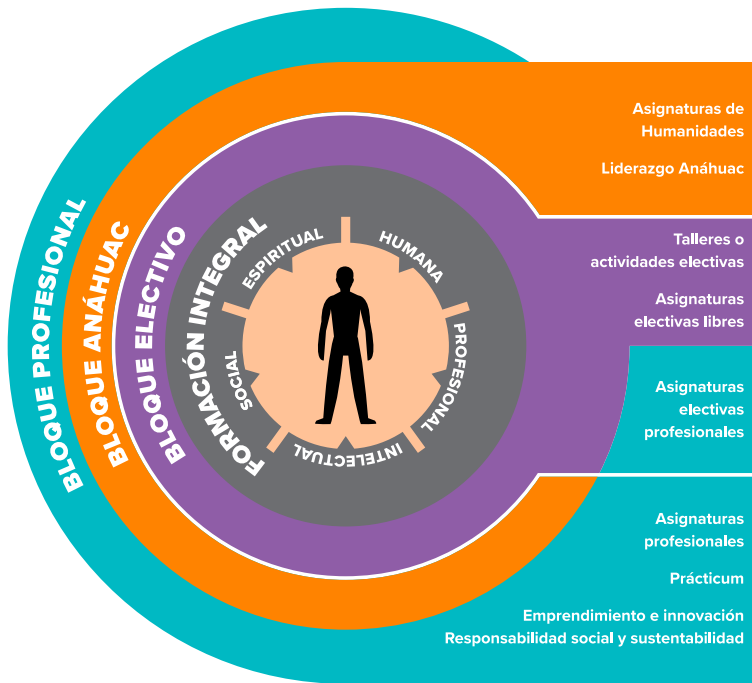 BLOQUE PROFESIONAL
BLOQUE ANÁHUAC
BLOQUE ELECTIVO
FORMACIÓN INTEGRAL
ESPIRITUAL
HUMANA
PROFESIONAL
INTELECTUAL
SOCIAL
Asignaturas de
Humanidades
Liderazgo Anáhuac
Talleres o
actividades electivas
Asignaturas
electivas libres
Asignaturas
electivas
profesionales
Asignaturas
profesionales
Prácticum
Emprendimiento e innovación
Responsabilidad social y sustentabilidad